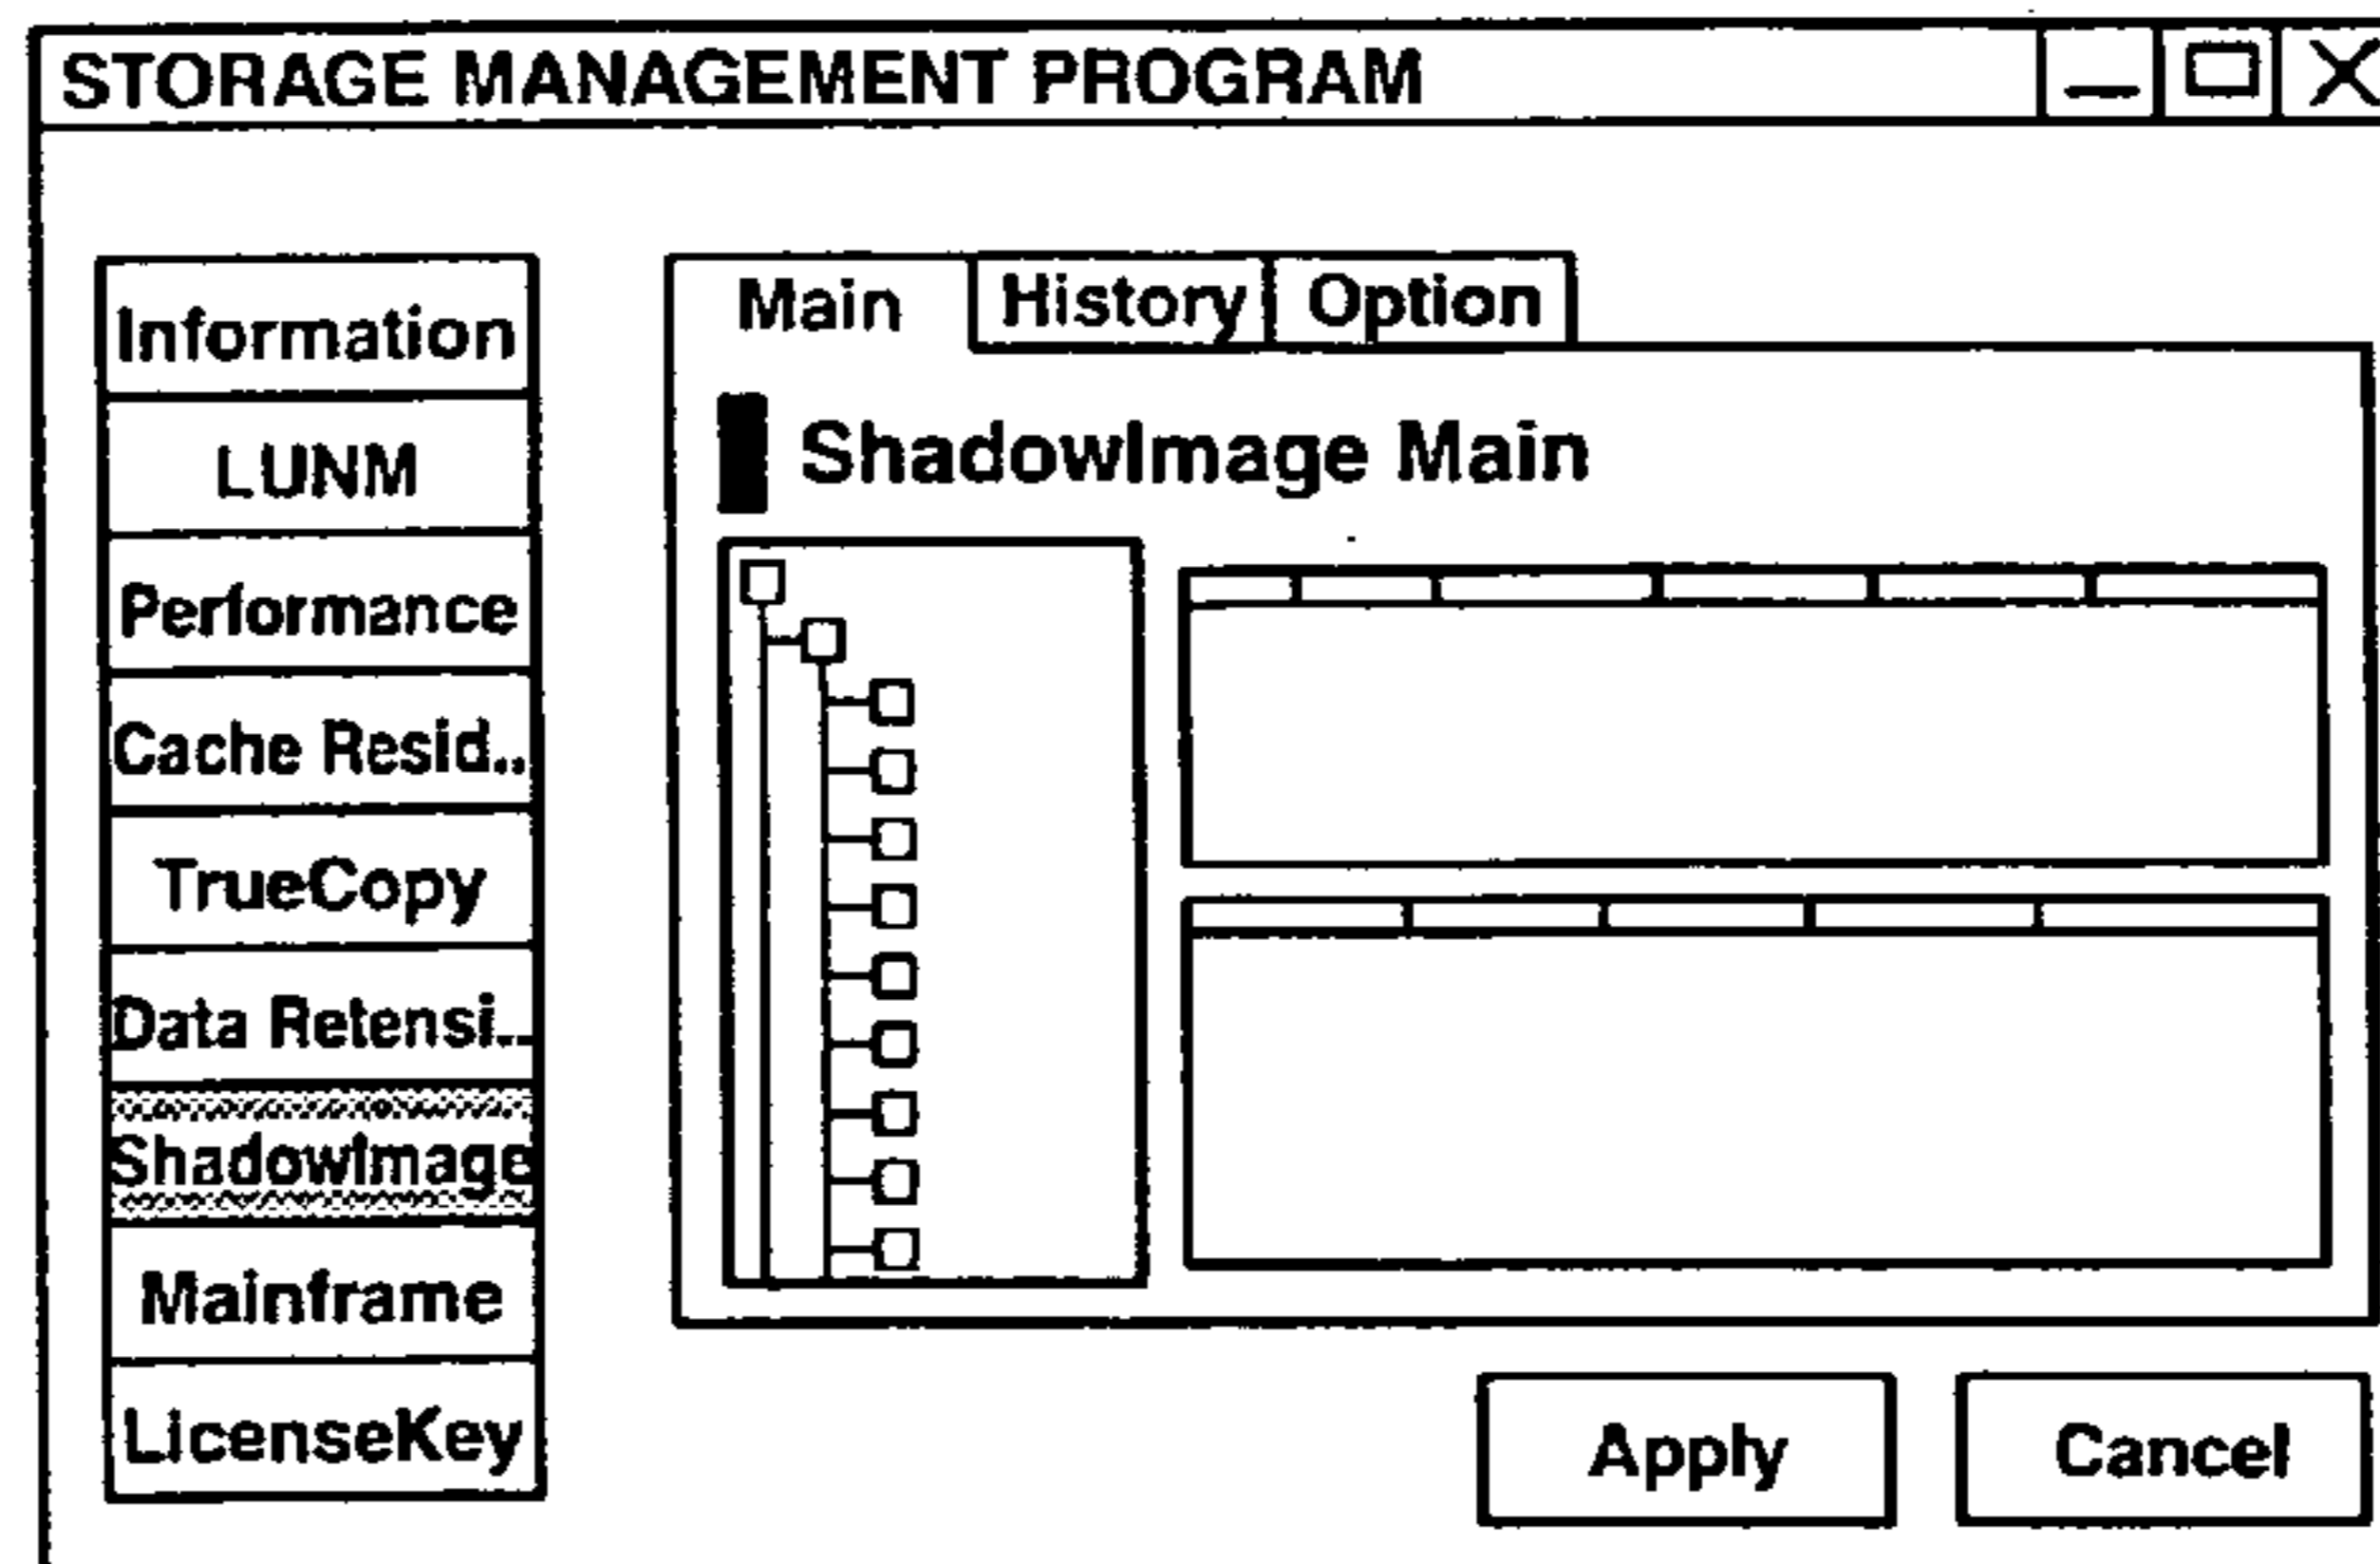 STORAGE MANAGEMENT PROGRAM
Information
LUNM
Performance
Cache Resid..
TrueCopy
Data Retensi..
ShadowImage
Mainframe
LicenseKey
Main History Option
ShadowImage Main
Apply Cancel